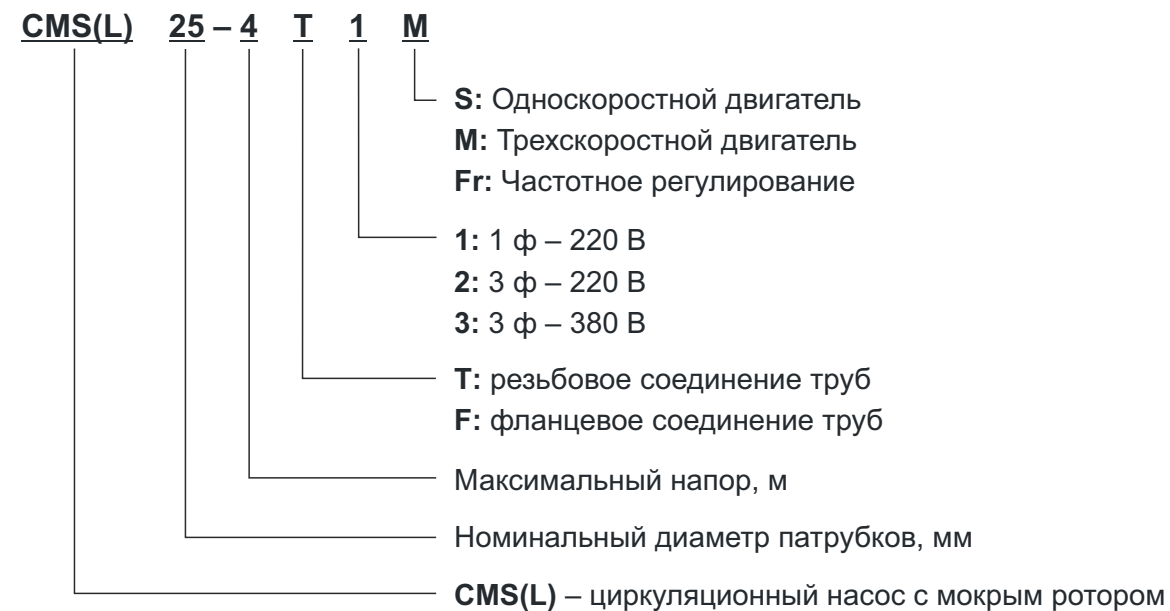 CMS(L) 25 – 4 T 1 M
S: Односкоростной двигатель
M: Трехскоростной двигатель
Fr: Частотное регулирование
1: 1 ф – 220 В
2: 3 ф – 220 В
3: 3 ф – 380 В
T: резьбовое соединение труб
F: фланцевое соединение труб
Максимальный напор, м
Номинальный диаметр патрубков, мм
CMS(L) – циркуляционный насос с мокрым ротором